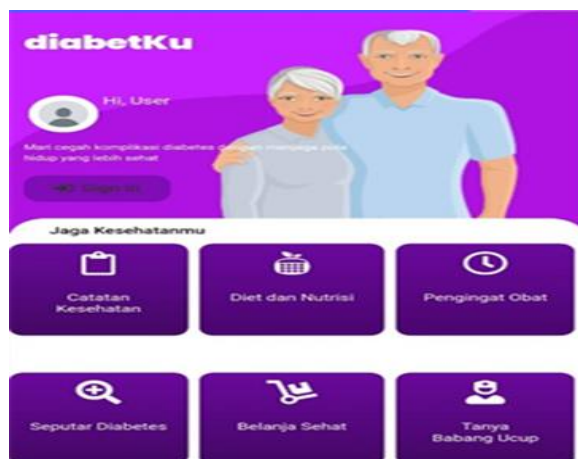 diabetKu
Hi, User
Mari cegah komplikasi diabetes dengan menjaga pola
hidup yang lebih sehat
Sign In
Jaga Kesehatanmu
Catatan
Kesehatan
Diet dan Nutrisi
Pengingat Obat
Seputar Diabetes
Belanja Sehat
Tanya
Babang Ucup